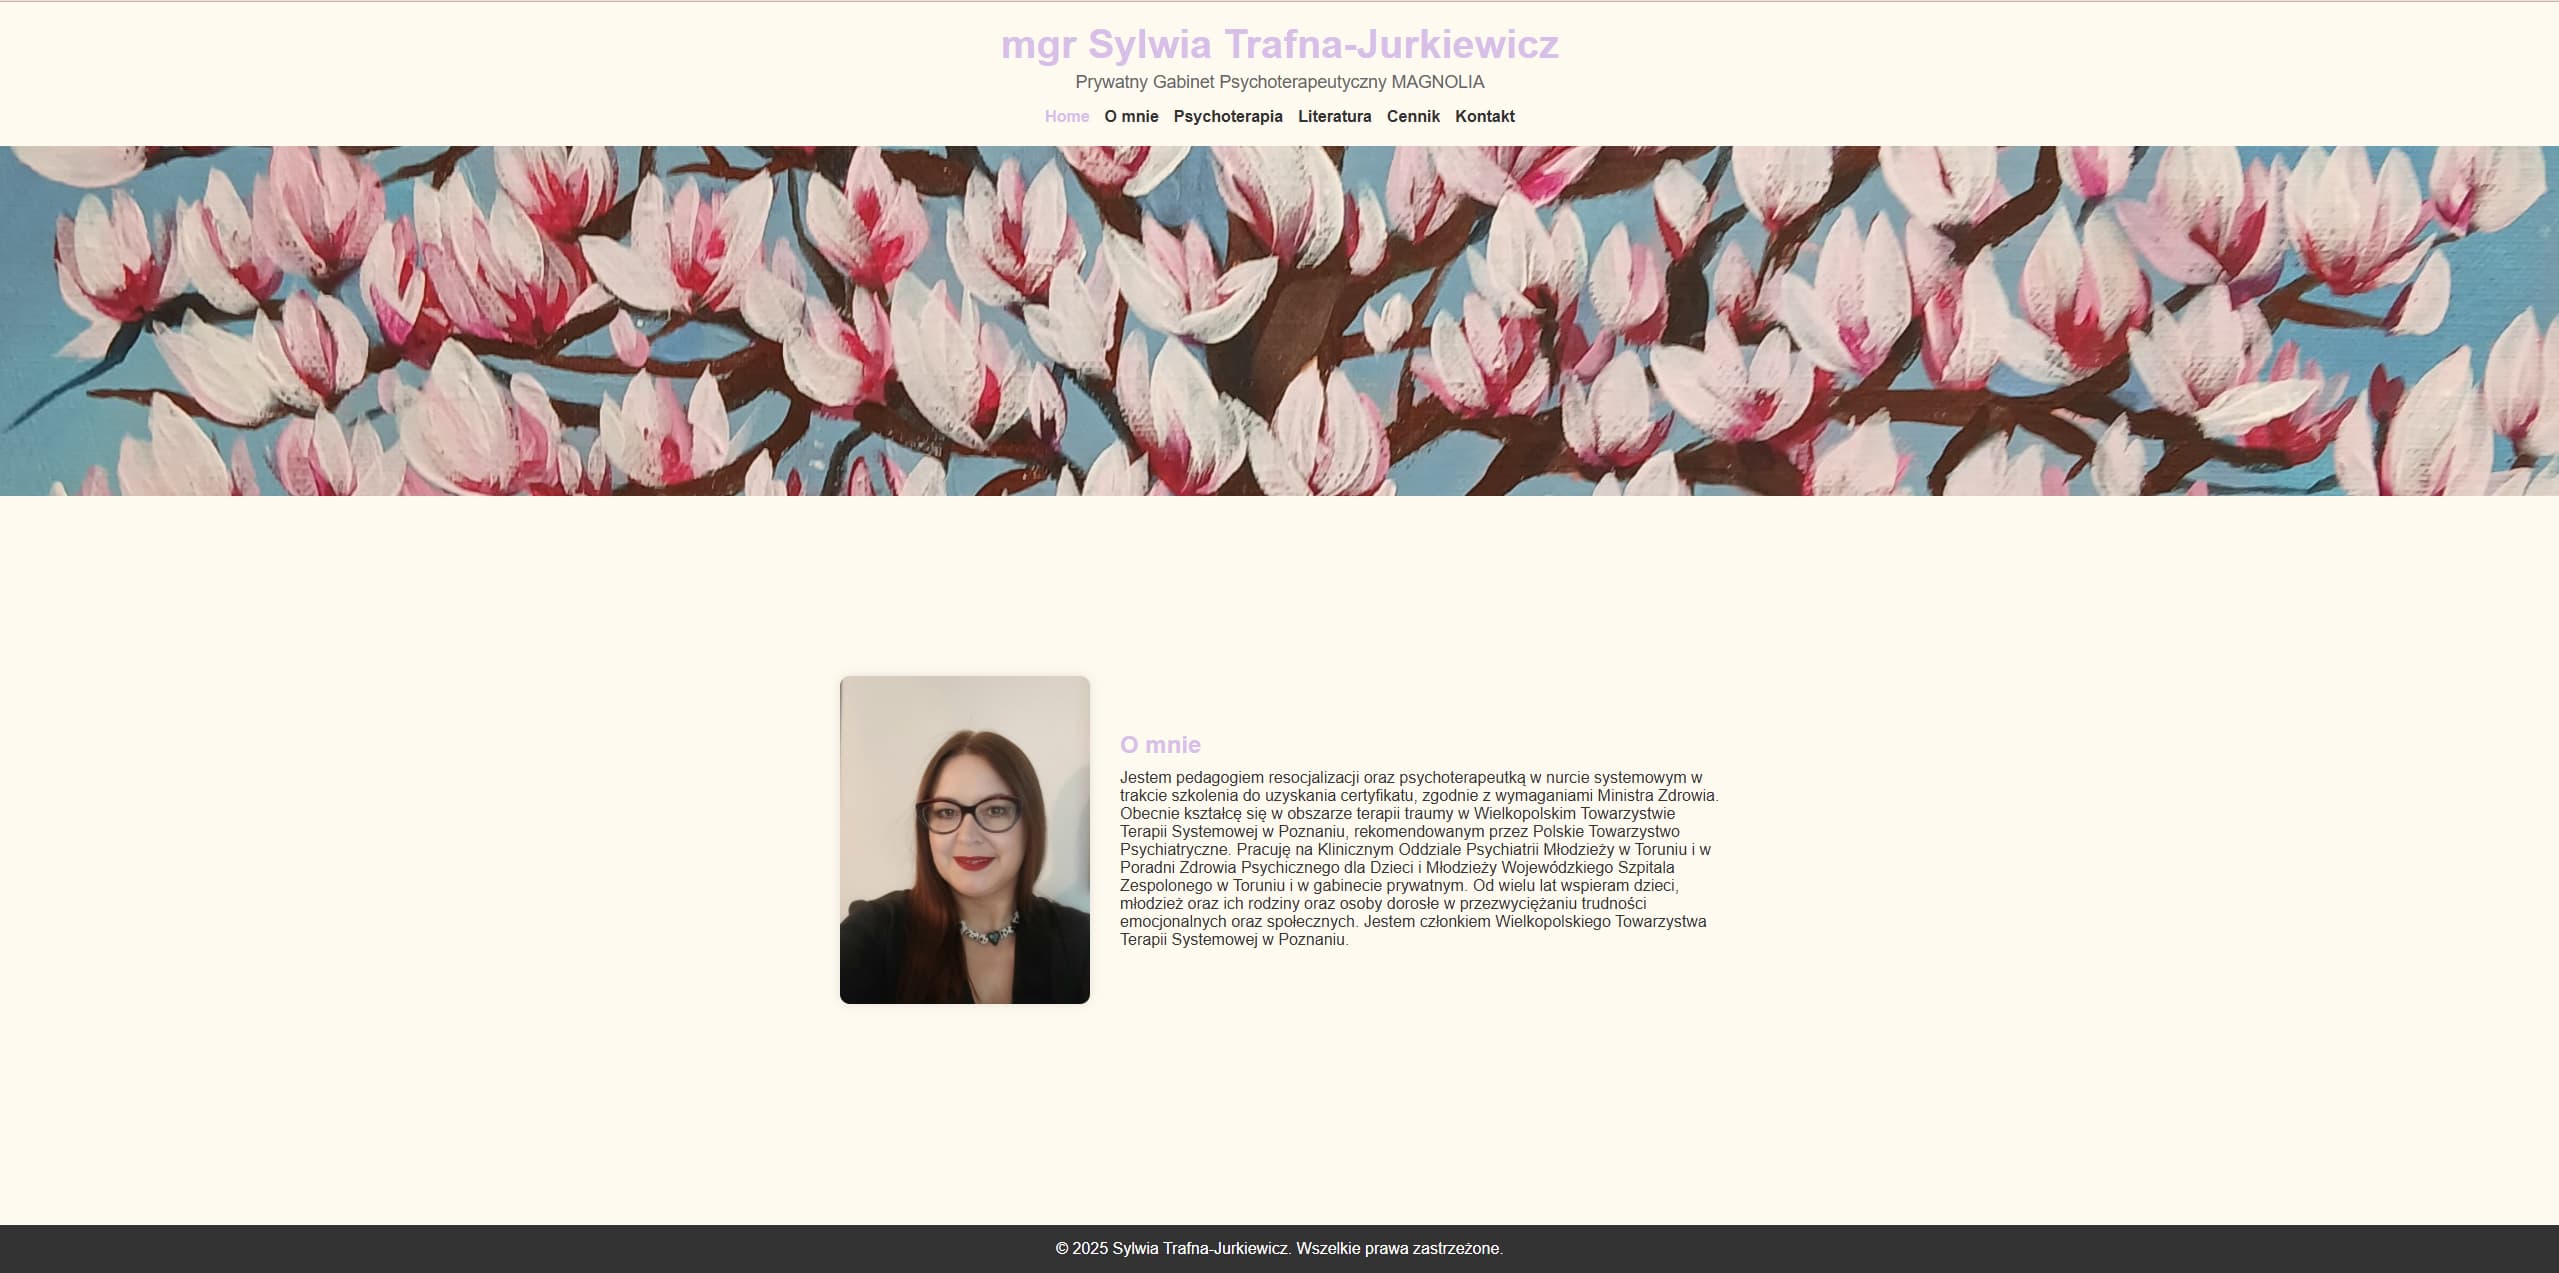 mgr Sylwia Trafna-Jurkiewicz
Prywatny Gabinet Psychoterapeutyczny MAGNOLIA
Home O mnie Psychoterapia Literatura Cennik Kontakt
O mnie
Jestem pedagogiem resocjalizacji oraz psychoterapeutką w nurcie systemowym w
trakcie szkolenia do uzyskania certyfikatu, zgodnie z wymaganiami Ministra Zdrowia.
Obecnie kształcę się w obszarze terapii traumy w Wielkopolskim Towarzystwie
Terapii Systemowej w Poznaniu, rekomendowanym przez Polskie Towarzystwo
Psychiatryczne. Pracuję na Klinicznym Oddziale Psychiatrii Młodzieży w Toruniu i w
Poradni Zdrowia Psychicznego dla Dzieci i Młodzieży Wojewódzkiego Szpitala
Zespolonego w Toruniu i w gabinecie prywatnym. Od wielu lat wspieram dzieci,
młodzież oraz ich rodziny oraz osoby dorosłe w przezwyciężaniu trudności
emocjonalnych oraz społecznych. Jestem członkiem Wielkopolskiego Towarzystwa
Terapii Systemowej w Poznaniu.
© 2025 Sylwia Trafna-Jurkiewicz. Wszelkie prawa zastrzeżone.